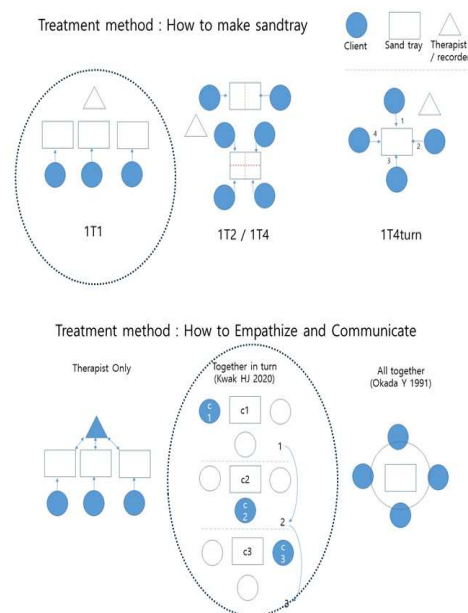 Treatment method : How to make sandtray
Client
Sand tray
Therapist
/ recorder
1
2
3
4
1T1
1T2 / 1T4
1T4turn
Treatment method : How to Empathize and Communicate
Therapist Only
Together in turn
(Kwak HJ 2020)
All together
(Okada Y 1991)
c
1
c1
1
c2
c
2
2
c3
c
3
3